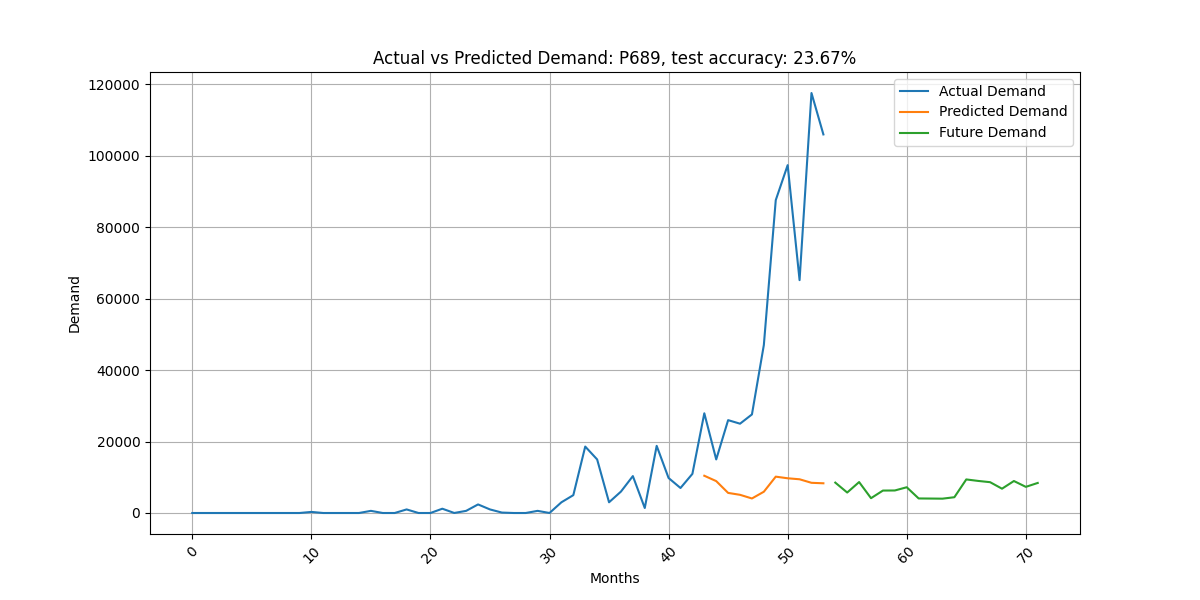 Actual vs Predicted Demand: P689, test accuracy: 23.67%
Actual Demand
Predicted Demand
Future Demand
120000
100000
80000
60000
40000
20000
0
Demand
0
10
20
30
40
50
60
70
Months